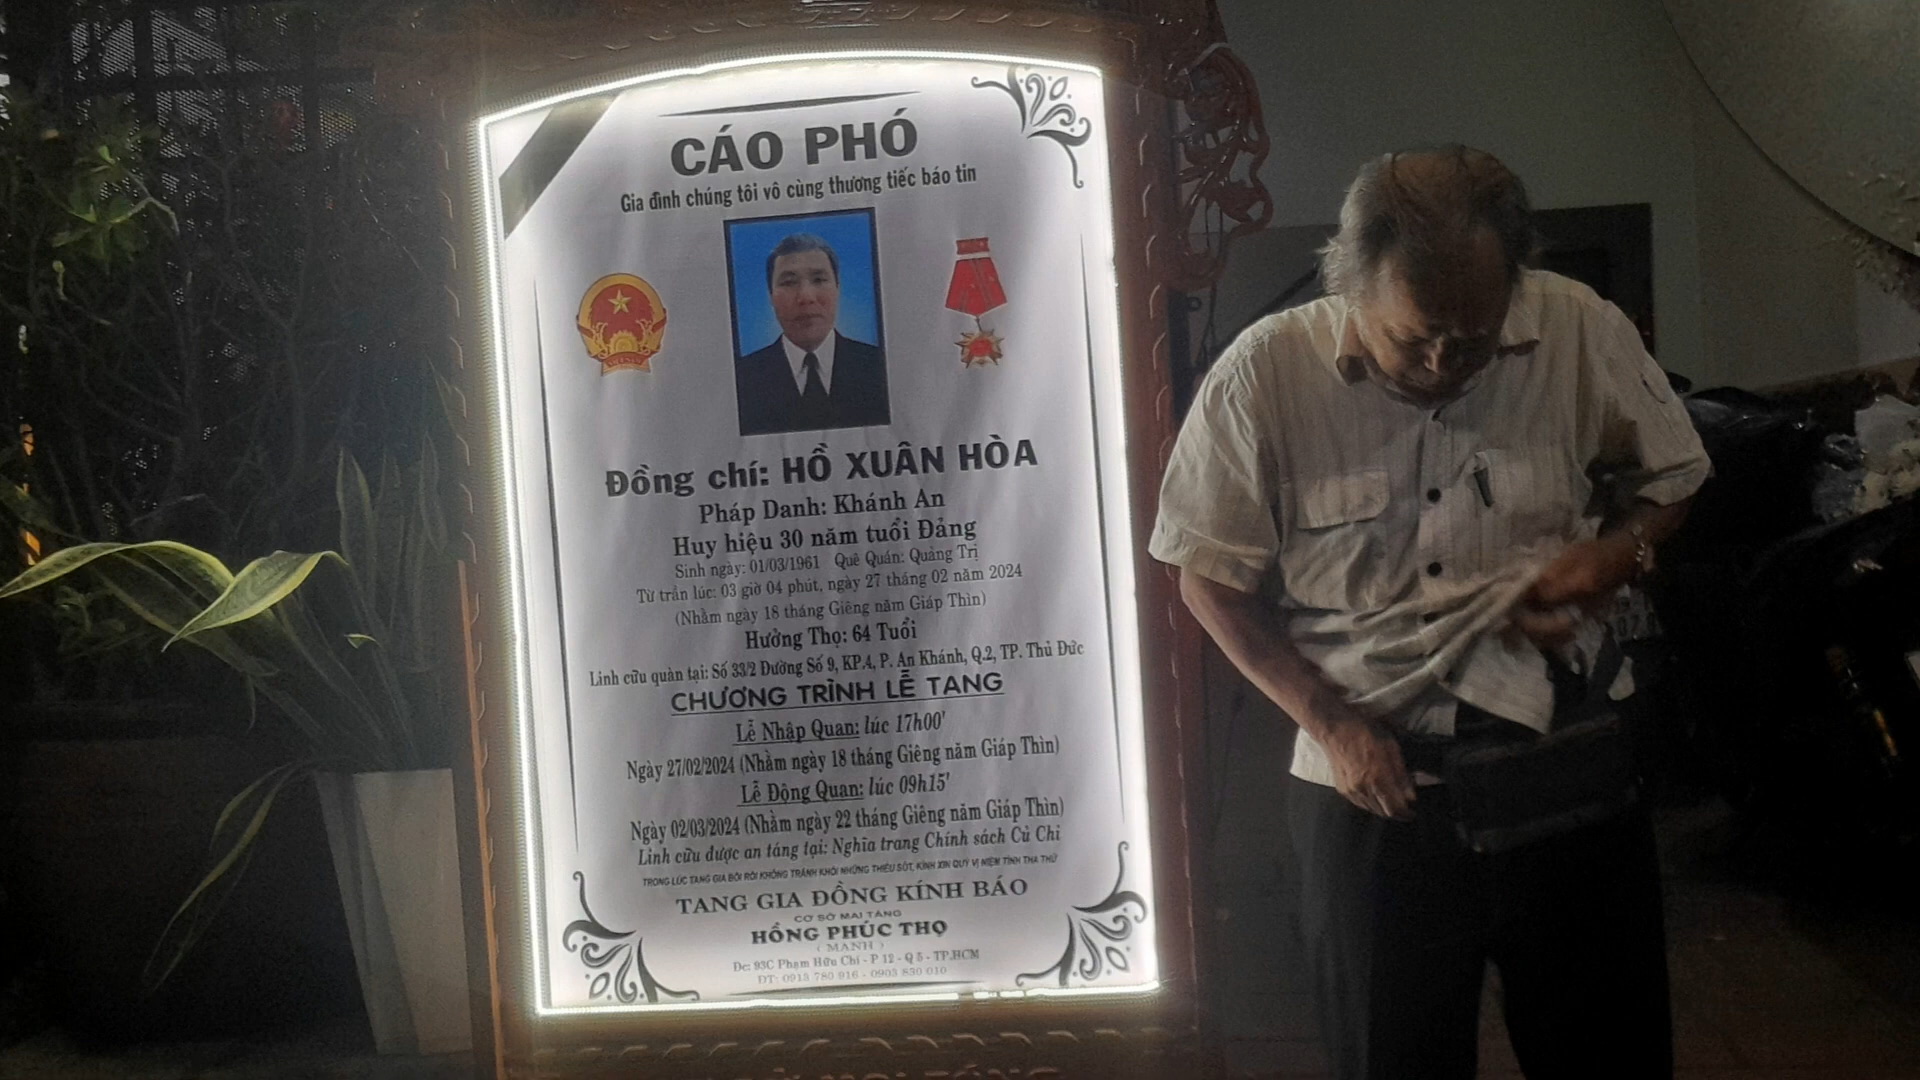 CÁO PHÓ
Gia đình chúng tôi vô cùng thương tiếc báo tin
Đồng chí: HỒ XUÂN HÒA
Pháp Danh: Khánh An
Huy hiệu 30 năm tuổi Đảng
Sinh ngày: 01/03/1961 Quê Quán: Quảng Trị
Từ trần lúc: 03 giờ 04 phút, ngày 27 tháng 02 năm 2024
(Nhằm ngày 18 tháng Giêng năm Giáp Thìn)
Hưởng Thọ: 64 Tuổi
Linh cữu quàn tại: Số 33/2 Đường Số 9, KP.4, P. An Khánh, Q.2, TP. Thủ Đức
CHƯƠNG TRÌNH LỄ TANG
Lễ Nhập Quan: lúc 17h00'
Ngày 27/02/2024 (Nhằm ngày 18 tháng Giêng năm Giáp Thìn)
Lễ Động Quan: lúc 09h15'
Ngày 02/03/2024 (Nhằm ngày 22 tháng Giêng năm Giáp Thìn)
Linh cữu được an táng tại: Nghĩa trang Chính sách Củ Chi
TRONG LÚC TANG GIA BỐI RỐI KHÔNG TRÁNH KHỎI NHỮNG THIẾU SÓT, KÍNH XIN QUÝ VỊ NIỆM TÌNH THA THỨ
TANG GIA ĐỒNG KÍNH BÁO
CƠ SỞ MAI TÁNG
HỒNG PHÚC THỌ
( MẠNH )
Đc: 93C Phạm Hữu Chí - P 12 - Q 5 - TP.HCM
ĐT: 0913 780 916 - 0903 830 010